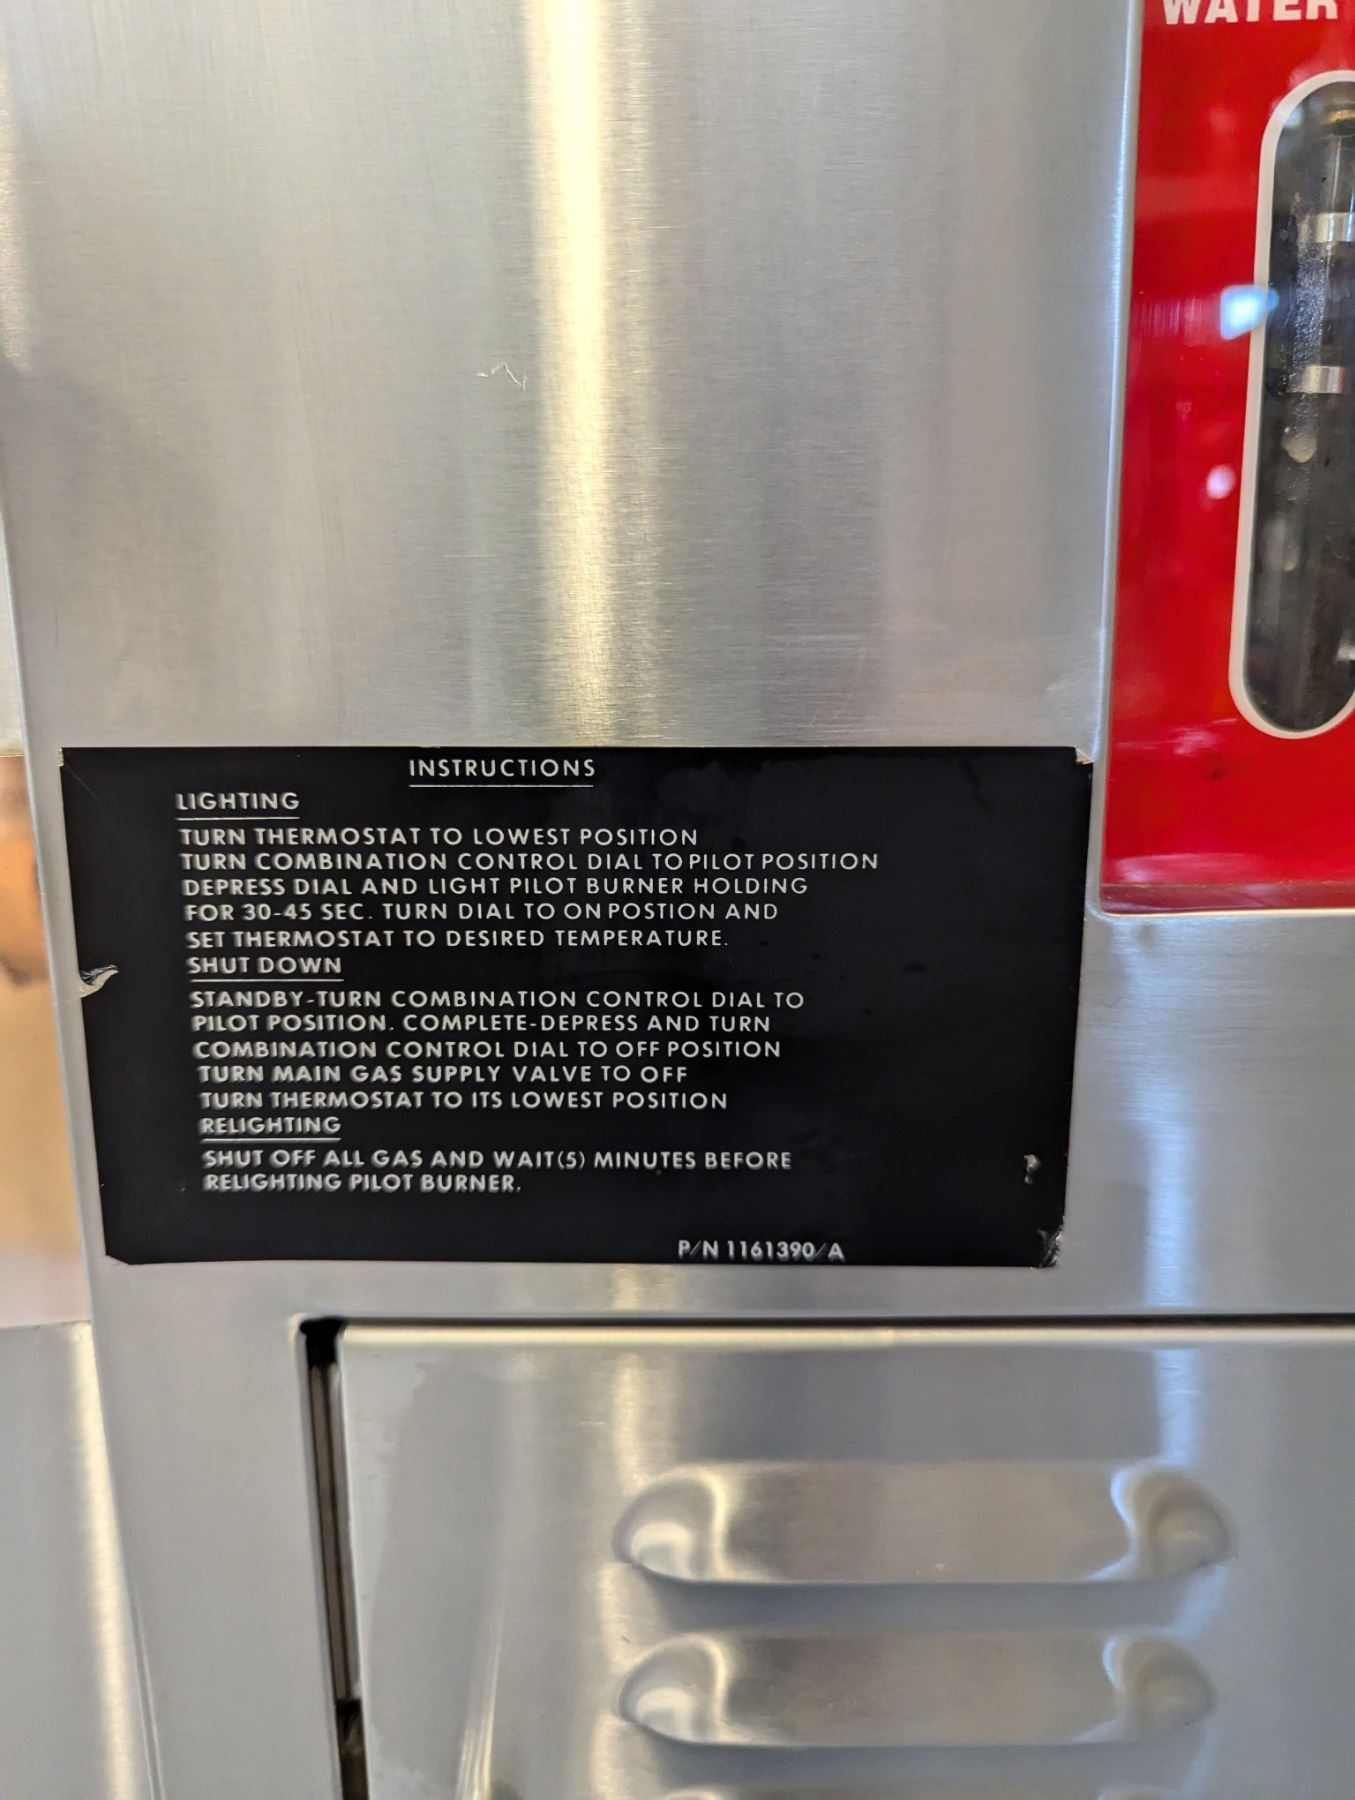 WATER
INSTRUCTIONS
LIGHTING
TURN THERMOSTAT TO LOWEST POSITION
TURN COMBINATION CONTROL DIAL TO PILOT POSITION
DEPRESS DIAL AND LIGHT PILOT BURNER HOLDING
FOR 30-45 SEC. TURN DIAL TO ON POSTION AND
SET THERMOSTAT TO DESIRED TEMPERATURE.
SHUT DOWN
STANDBY-TURN COMBINATION CONTROL DIAL TO
PILOT POSITION. COMPLETE-DEPRESS AND TURN
COMBINATION CONTROL DIAL TO OFF POSITION
TURN MAIN GAS SUPPLY VALVE TO OFF
TURN THERMOSTAT TO ITS LOWEST POSITION
RELIGHTING
SHUT OFF ALL GAS AND WAIT(5) MINUTES BEFORE
RELIGHTING PILOT BURNER.
P/N 1161390/A